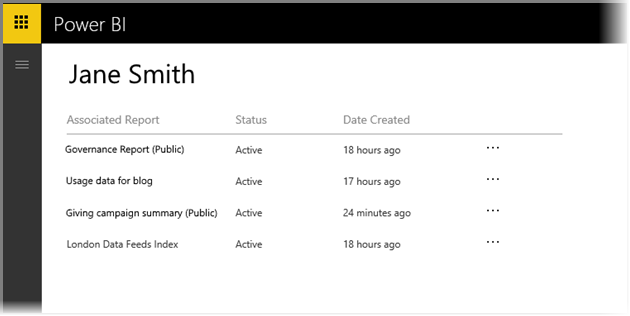 Power BI
Jane Smith
Associated Report Status Date Created
Governance Report (Public) Active 18 hours ago ...
Usage data for blog Active 17 hours ago ...
Giving campaign summary (Public) Active 24 minutes ago ...
London Data Feeds Index Active 18 hours ago ...